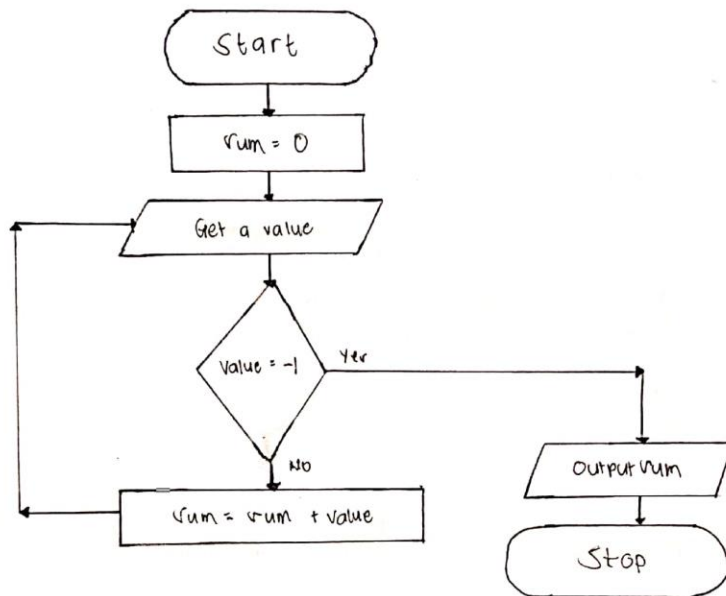 Start
sum = 0
Get a value
value = -1
Yes
No
sum = sum + value
Output sum
Stop